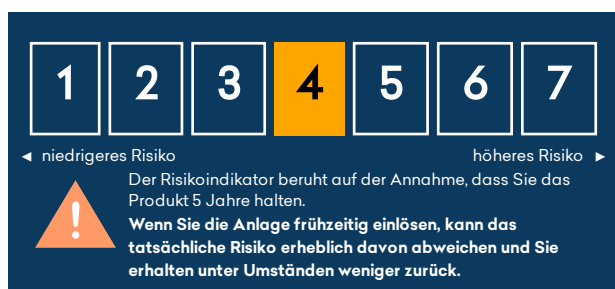 1 2 3 4 5 6 7
◄ niedrigeres Risiko höheres Risiko ►
Der Risikoindikator beruht auf der Annahme, dass Sie das
Produkt 5 Jahre halten.
Wenn Sie die Anlage frühzeitig einlösen, kann das
tatsächliche Risiko erheblich davon abweichen und Sie
erhalten unter Umständen weniger zurück.